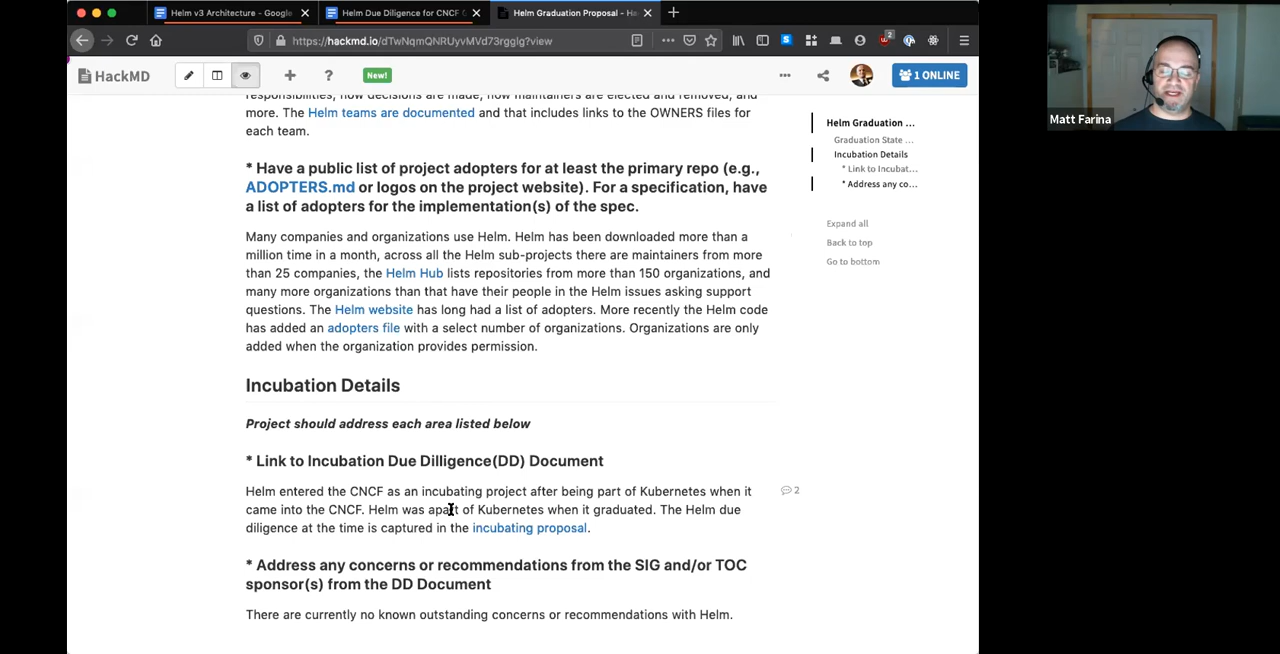 Helm v3 Architecture - Google
Helm Due Diligence for CNCF G
Helm Graduation Proposal - Ha
https://hackmd.io/dTwNqmQNRUyvMVd73rgglg?view
2
HackMD
New!
1 ONLINE
responsibilities, how decisions are made, how maintainers are elected and removed, and
more. The Helm teams are documented and that includes links to the OWNERS files for
each team.
* Have a public list of project adopters for at least the primary repo (e.g.,
ADOPTERS.md or logos on the project website). For a specification, have
a list of adopters for the implementation(s) of the spec.
Many companies and organizations use Helm. Helm has been downloaded more than a
million time in a month, across all the Helm sub-projects there are maintainers from more
than 25 companies, the Helm Hub lists repositories from more than 150 organizations, and
many more organizations than that have their people in the Helm issues asking support
questions. The Helm website has long had a list of adopters. More recently the Helm code
has added an adopters file with a select number of organizations. Organizations are only
added when the organization provides permission.
Incubation Details
Project should address each area listed below
* Link to Incubation Due Dilligence(DD) Document
Helm entered the CNCF as an incubating project after being part of Kubernetes when it
came into the CNCF. Helm was apart of Kubernetes when it graduated. The Helm due
diligence at the time is captured in the incubating proposal.
2
* Address any concerns or recommendations from the SIG and/or TOC
sponsor(s) from the DD Document
There are currently no known outstanding concerns or recommendations with Helm.
Helm Graduation ...
Graduation State ...
Incubation Details
* Link to Incubat...
* Address any co...
Expand all
Back to top
Go to bottom
Matt Farina